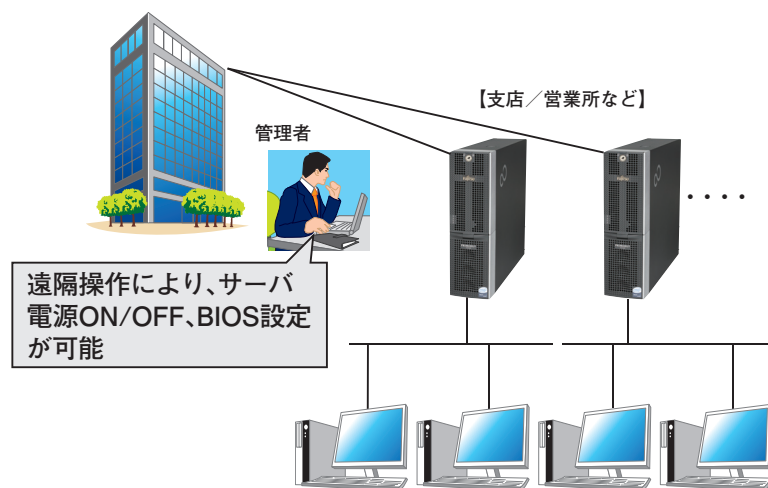 【支店／営業所など】
管理者
・・・・
遠隔操作により、サーバ
電源ON/OFF、BIOS設定
が可能